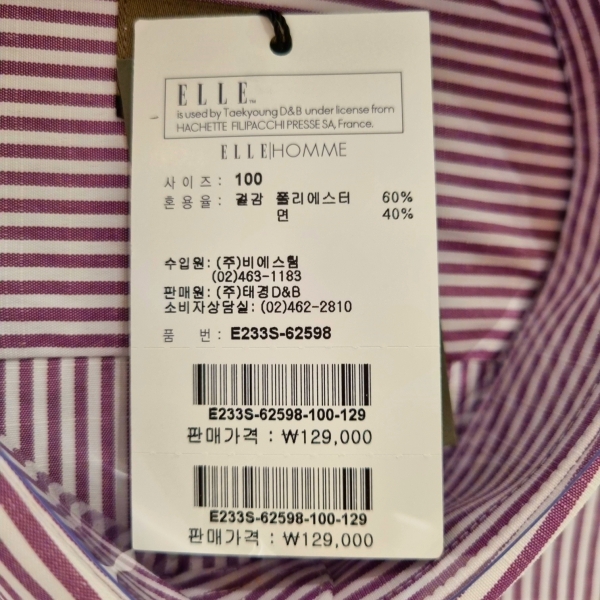 ELLE™
is used by Taekyoung D&B under license from
HACHETTE FILIPACCHI PRESSE SA, France.
ELLE|HOMME
사 이 즈 : 100
혼 용 율 : 겉감 폴리에스터 60%
면 40%
수입원: (주)비에스팀
(02)463-1183
판매원: (주)태경D&B
소비자상담실: (02)462-2810
품 번 : E233S-62598
E233S-62598-100-129
판매가격 : ₩129,000
E233S-62598-100-129
판매가격 : ₩129,000